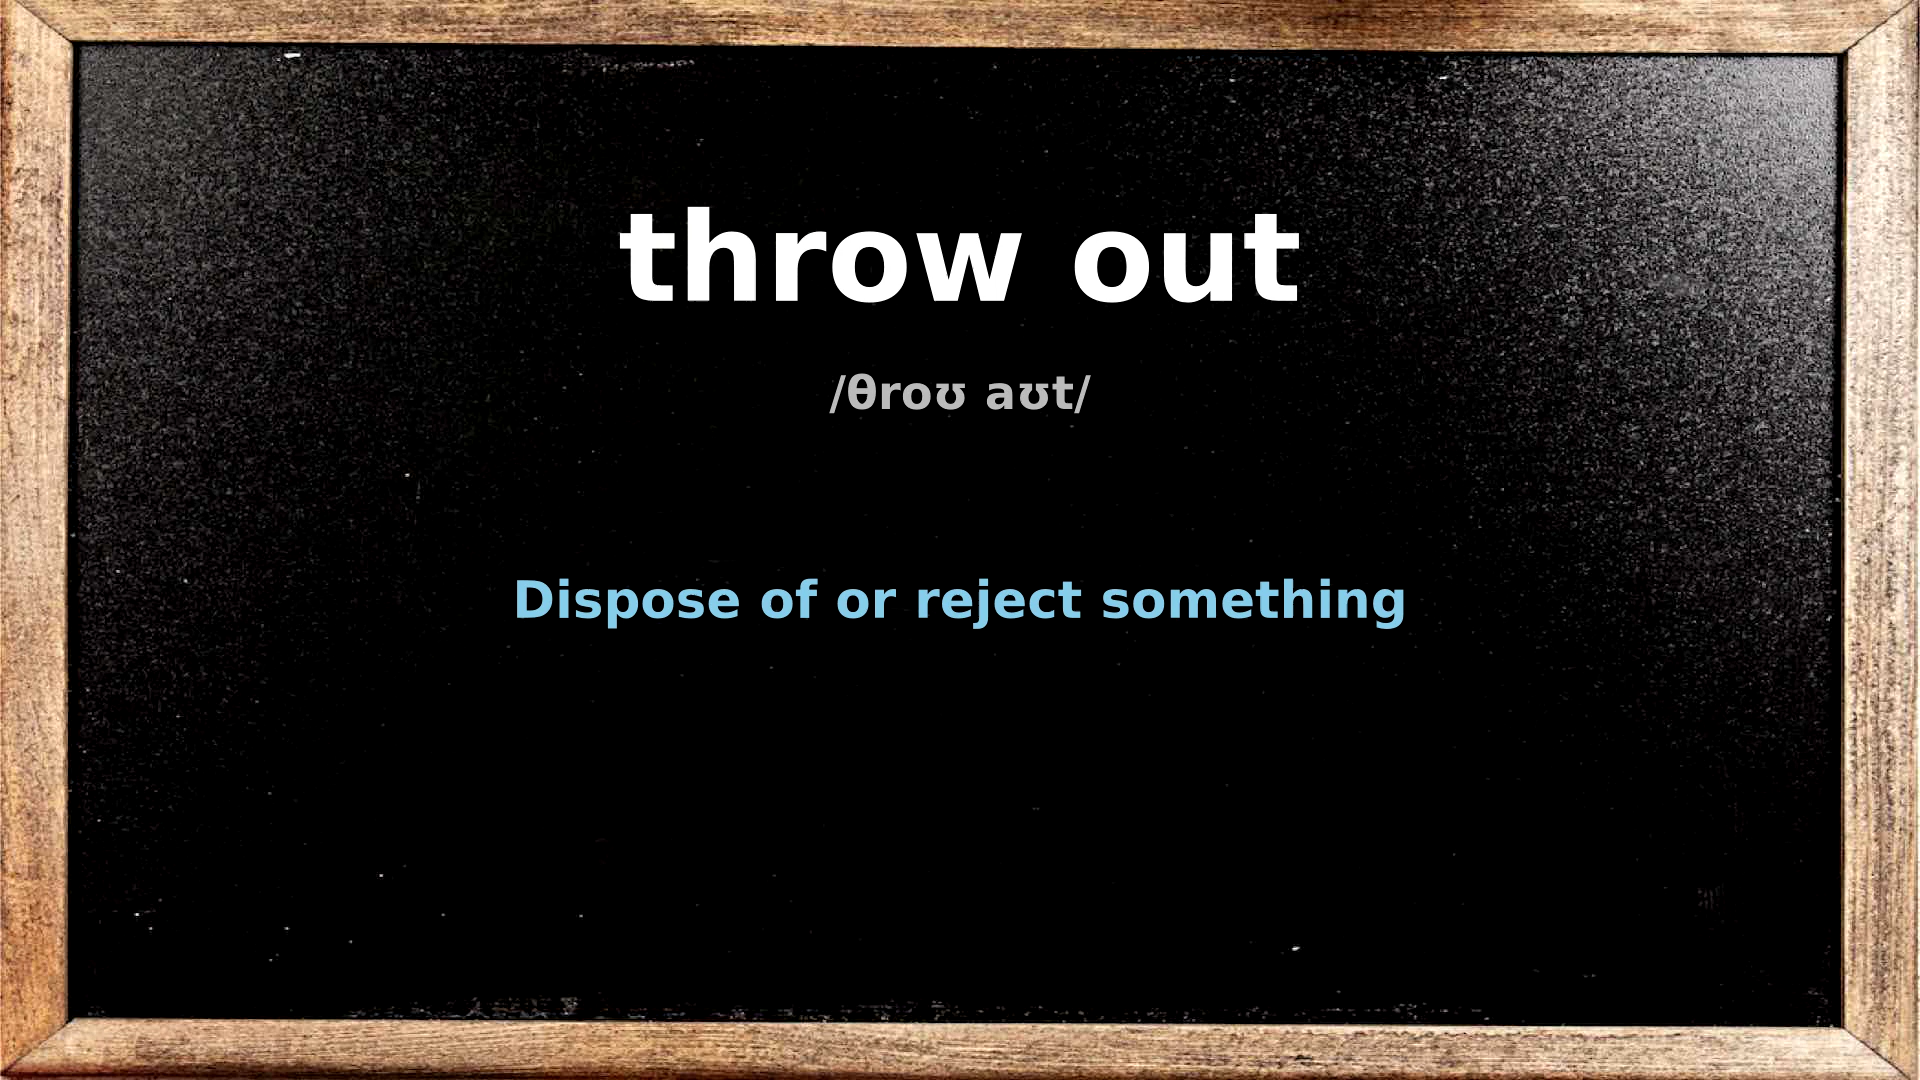 throw out
/θroʊ aʊt/
Dispose of or reject something